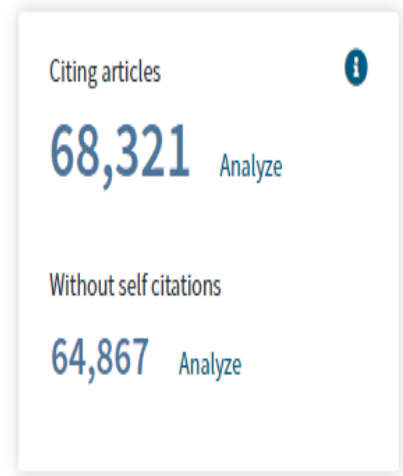 Citing articles
68,321 Analyze
Without self citations
64,867 Analyze